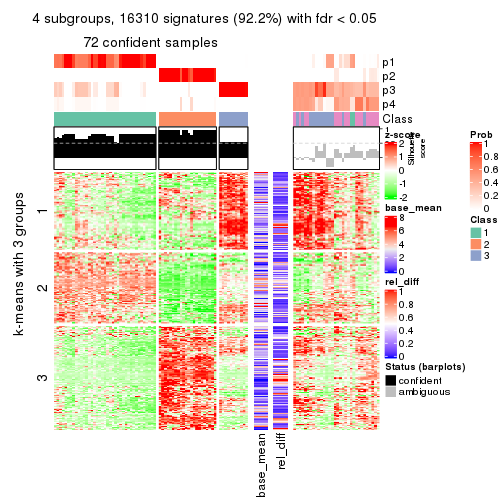 4 subgroups, 16310 signatures (92.2%) with fdr < 0.05
72 confident samples
p1
p2
p3
p4
Class
1
Silhouette
score
k-means with 3 groups
1
2
3
base_mean
rel_diff
z-score
2
1
0
-1
-2
base_mean
8
6
4
2
0
rel_diff
1
0.8
0.6
0.4
0.2
0
Status (barplots)
confident
ambiguous
Prob
1
0.8
0.6
0.4
0.2
0
Class
1
2
3